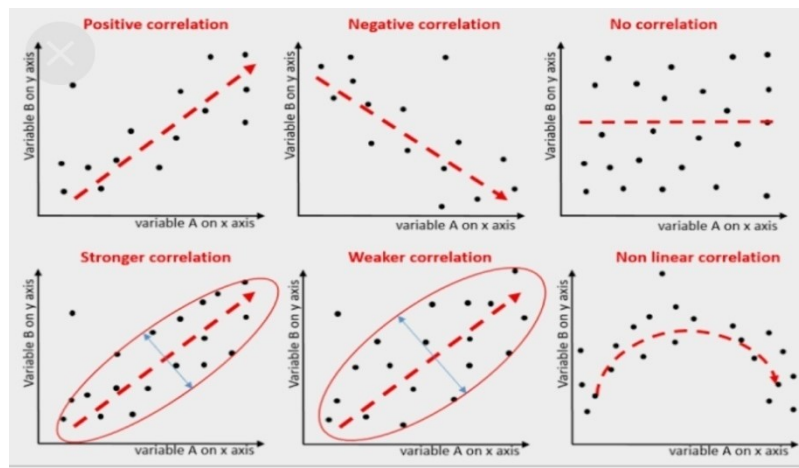 Positive correlation
Variable B on y axis
variable A on x axis
Negative correlation
Variable B on y axis
variable A on x axis
No correlation
Variable B on y axis
variable A on x axis
Stronger correlation
Variable B on y axis
variable A on x axis
Weaker correlation
Variable B on y axis
variable A on x axis
Non linear correlation
Variable B on y axis
variable A on x axis